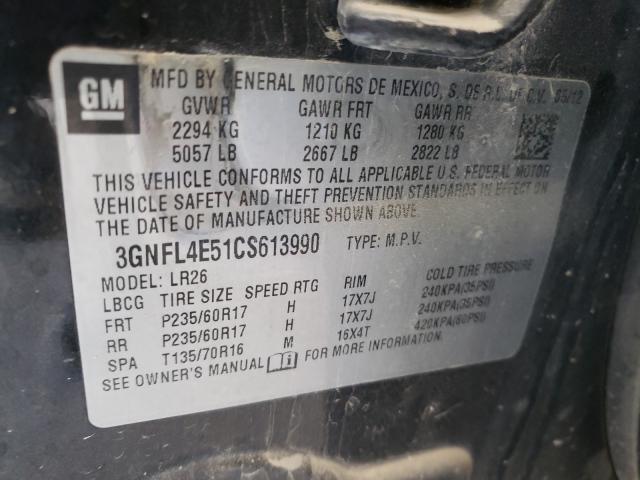 GM
MFD BY GENERAL MOTORS DE MEXICO, S. DE R.L. DE C.V. 05/12
GVWR GAWR FRT GAWR RR
2294 KG 1210 KG 1280 KG
5057 LB 2667 LB 2822 LB
THIS VEHICLE CONFORMS TO ALL APPLICABLE U.S. FEDERAL MOTOR
VEHICLE SAFETY AND THEFT PREVENTION STANDARDS IN EFFECT ON
THE DATE OF MANUFACTURE SHOWN ABOVE.
3GNFL4E51CS613990 TYPE: M.P.V.
MODEL: LR26
LBCG TIRE SIZE SPEED RTG RIM COLD TIRE PRESSURE
FRT P235/60R17 H 17X7J 240KPA(35PSI)
RR P235/60R17 H 17X7J 240KPA(35PSI)
SPA T135/70R16 M 16X4T 420KPA(60PSI)
SEE OWNER'S MANUAL FOR MORE INFORMATION.